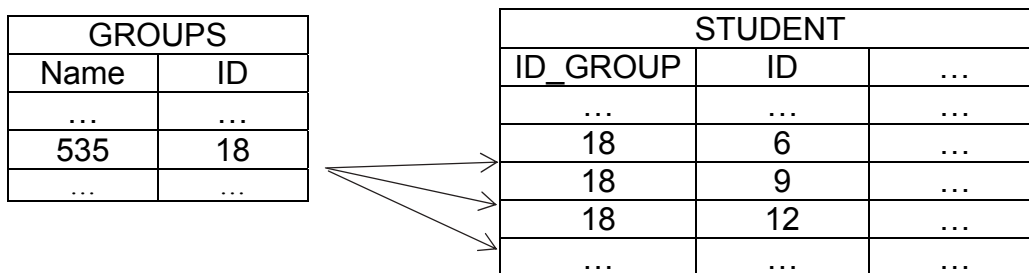 GROUPS
Name ID
… …
535 18
… …
STUDENT
ID_GROUP ID …
… … …
18 6 …
18 9 …
18 12 …
… … …